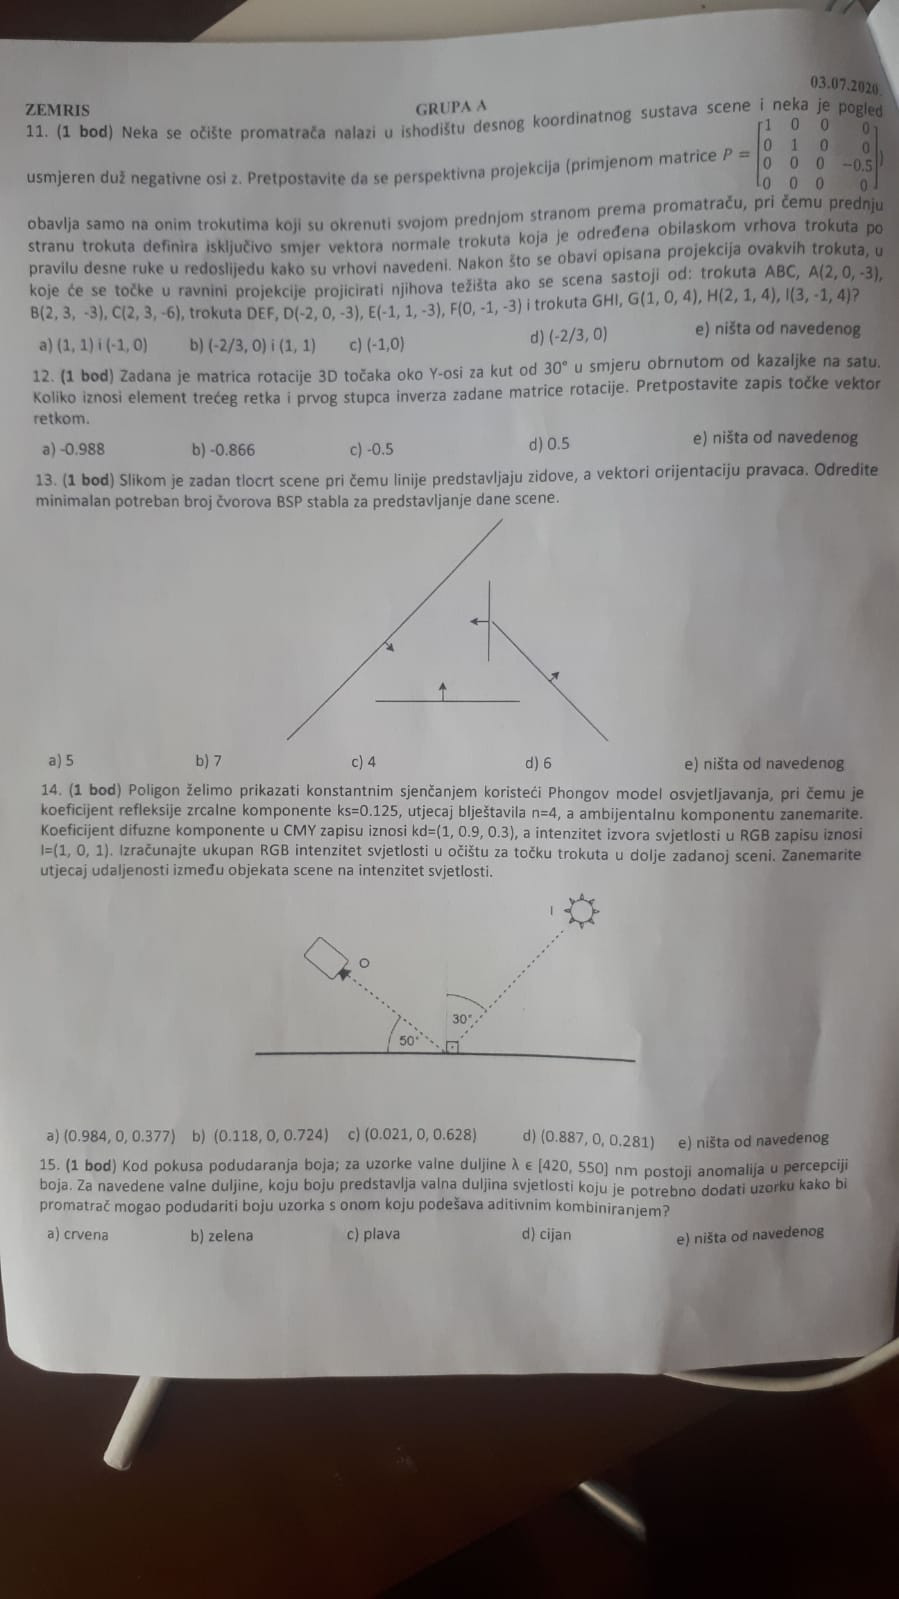 03.07.2020.
ZEMRIS GRUPA A
11. (1 bod) Neka se očište promatrača nalazi u ishodištu desnog koordinatnog sustava scene i neka je pogled
usmjeren duž negativne osi z. Pretpostavite da se perspektivna projekcija (primjenom matrice P = [1 0 0 0
0 1 0 0
0 0 0 -0.5
0 0 0 0])
obavlja samo na onim trokutima koji su okrenuti svojom prednjom stranom prema promatraču, pri čemu prednju
stranu trokuta definira isključivo smjer vektora normale trokuta koja je određena obilaskom vrhova trokuta po
pravilu desne ruke u redoslijedu kako su vrhovi navedeni. Nakon što se obavi opisana projekcija ovakvih trokuta, u
koje će se točke u ravnini projekcije projicirati njihova težišta ako se scena sastoji od: trokuta ABC, A(2, 0, -3),
B(2, 3, -3), C(2, 3, -6), trokuta DEF, D(-2, 0, -3), E(-1, 1, -3), F(0, -1, -3) i trokuta GHI, G(1, 0, 4), H(2, 1, 4), I(3, -1, 4)?
a) (1, 1) i (-1, 0) b) (-2/3, 0) i (1, 1) c) (-1,0) d) (-2/3, 0) e) ništa od navedenog
12. (1 bod) Zadana je matrica rotacije 3D točaka oko Y-osi za kut od 30° u smjeru obrnutom od kazaljke na satu.
Koliko iznosi element trećeg retka i prvog stupca inverza zadane matrice rotacije. Pretpostavite zapis točke vektor
retkom.
a) -0.988 b) -0.866 c) -0.5 d) 0.5 e) ništa od navedenog
13. (1 bod) Slikom je zadan tlocrt scene pri čemu linije predstavljaju zidove, a vektori orijentaciju pravaca. Odredite
minimalan potreban broj čvorova BSP stabla za predstavljanje dane scene.
a) 5 b) 7 c) 4 d) 6 e) ništa od navedenog
14. (1 bod) Poligon želimo prikazati konstantnim sjenčanjem koristeći Phongov model osvjetljavanja, pri čemu je
koeficijent refleksije zrcalne komponente ks=0.125, utjecaj blještavila n=4, a ambijentalnu komponentu zanemarite.
Koeficijent difuzne komponente u CMY zapisu iznosi kd=(1, 0.9, 0.3), a intenzitet izvora svjetlosti u RGB zapisu iznosi
I=(1, 0, 1). Izračunajte ukupan RGB intenzitet svjetlosti u očištu za točku trokuta u dolje zadanoj sceni. Zanemarite
utjecaj udaljenosti između objekata scene na intenzitet svjetlosti.
I
O
30°
50°
a) (0.984, 0, 0.377) b) (0.118, 0, 0.724) c) (0.021, 0, 0.628) d) (0.887, 0, 0.281) e) ništa od navedenog
15. (1 bod) Kod pokusa podudaranja boja; za uzorke valne duljine λ ϵ [420, 550] nm postoji anomalija u percepciji
boja. Za navedene valne duljine, koju boju predstavlja valna duljina svjetlosti koju je potrebno dodati uzorku kako bi
promatrač mogao podudariti boju uzorka s onom koju podešava aditivnim kombiniranjem?
a) crvena b) zelena c) plava d) cijan e) ništa od navedenog